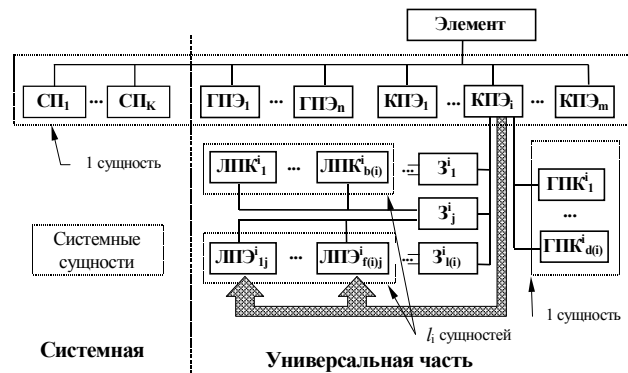 Элемент
СП₁ ... СПₖ ГПЭ₁ ... ГПЭₙ КПЭ₁ ... КПЭᵢ ... КПЭₘ
1 сущность
ЛПКⁱ₁ ... ЛПКⁱb(i) ... Зⁱ₁
ГПКⁱ₁
Зⁱj
...
Системные
сущности
ЛПЭⁱ₁j ... ЛПЭⁱf(i)j ... Зⁱl(i)
ГПКⁱd(i)
lᵢ сущностей
1 сущность
Системная
Универсальная часть